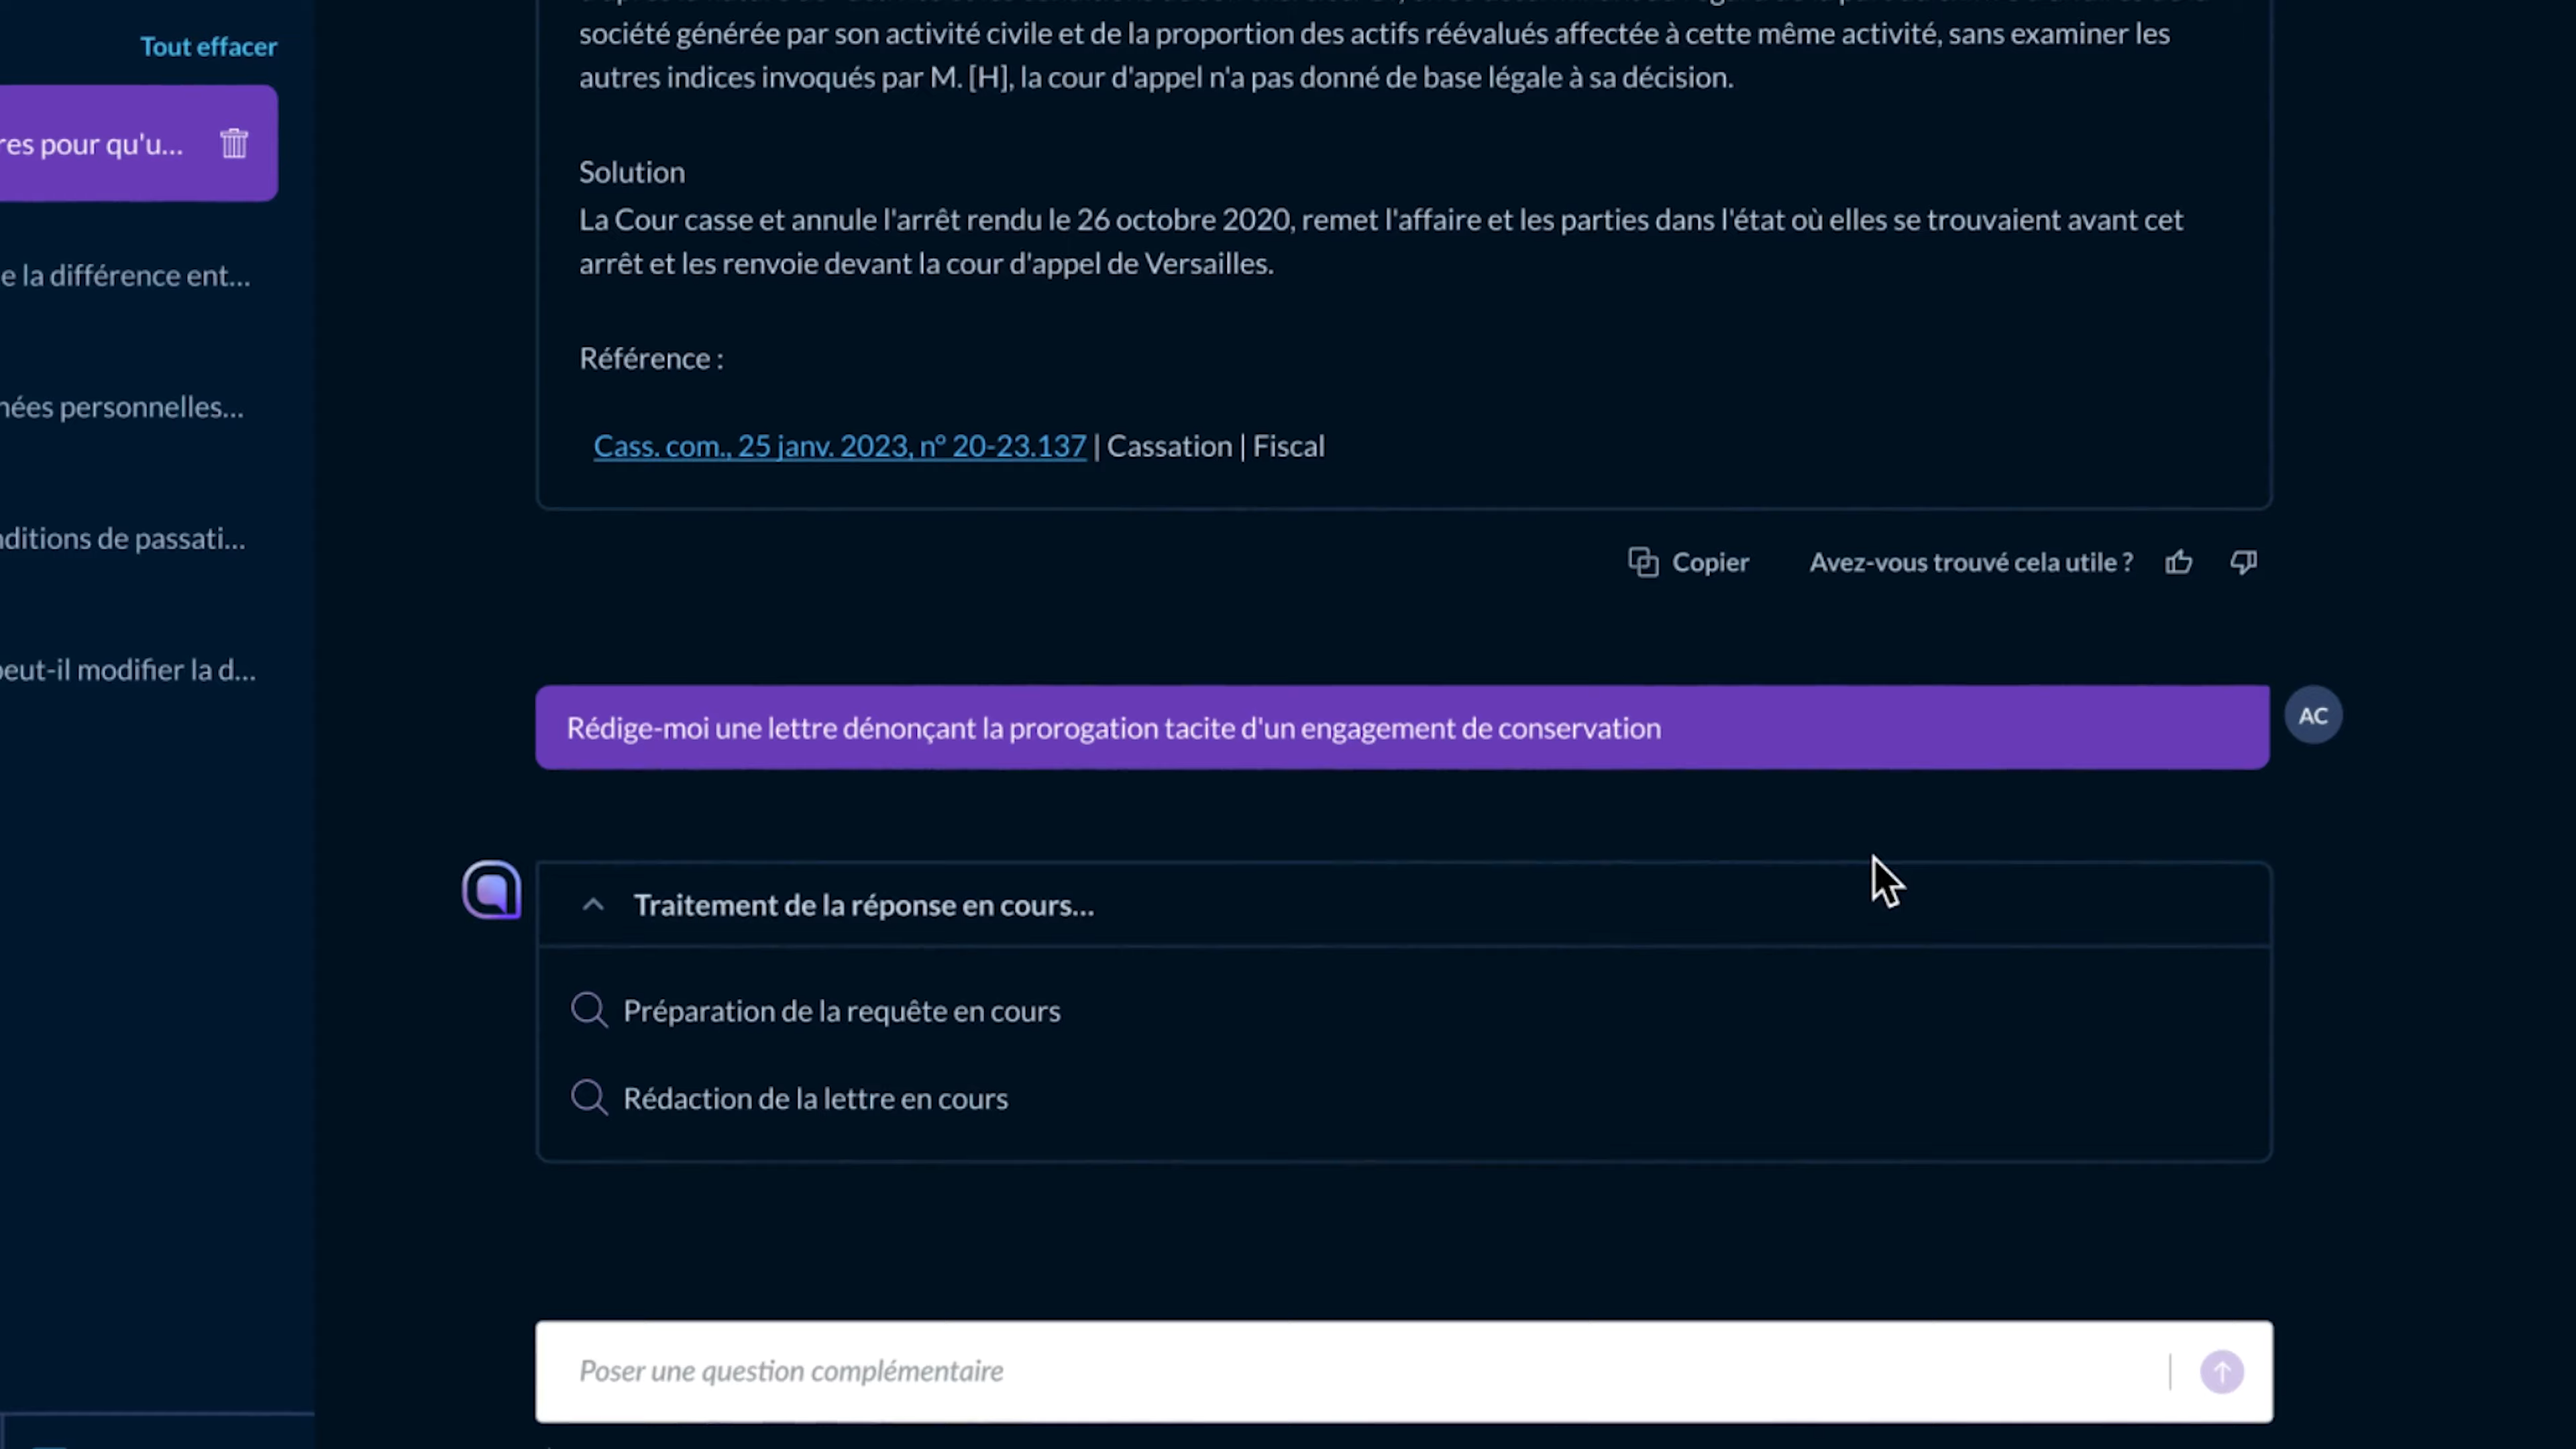 Tout effacer
res pour qu'u...
e la différence ent...
nées personnelles...
nditions de passati...
peut-il modifier la d...
société générée par son activité civile et de la proportion des actifs réévalués affectée à cette même activité, sans examiner les
autres indices invoqués par M. [H], la cour d'appel n'a pas donné de base légale à sa décision.
Solution
La Cour casse et annule l'arrêt rendu le 26 octobre 2020, remet l'affaire et les parties dans l'état où elles se trouvaient avant cet
arrêt et les renvoie devant la cour d'appel de Versailles.
Référence :
Cass. com., 25 janv. 2023, n° 20-23.137 | Cassation | Fiscal
Copier Avez-vous trouvé cela utile ?
Rédige-moi une lettre dénonçant la prorogation tacite d'un engagement de conservation
AC
Traitement de la réponse en cours...
Préparation de la requête en cours
Rédaction de la lettre en cours
Poser une question complémentaire